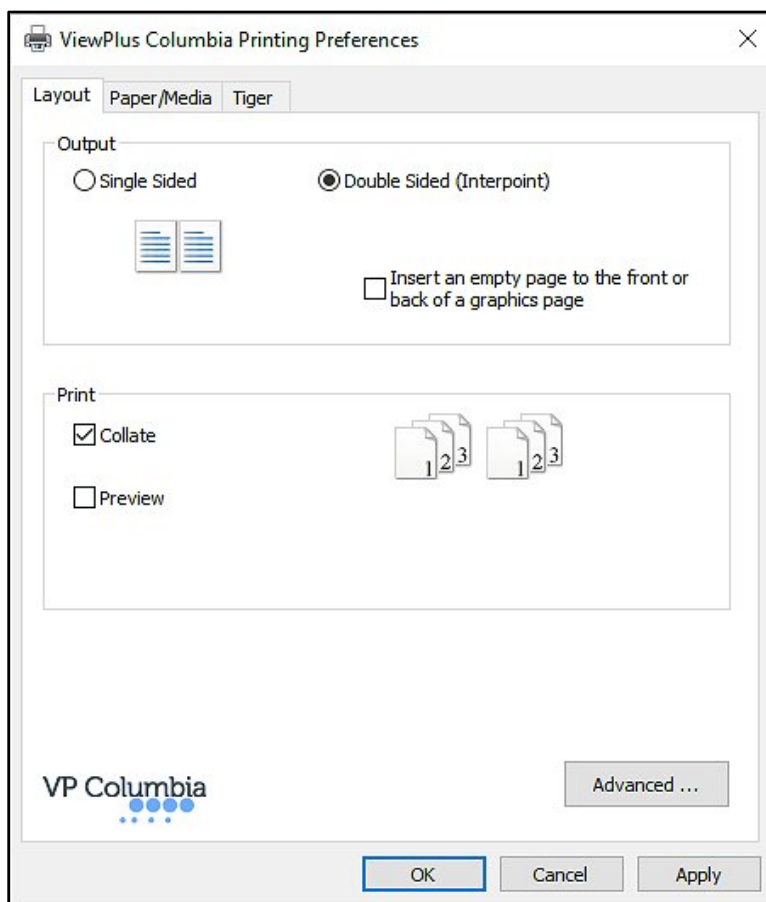 ViewPlus Columbia Printing Preferences
Layout Paper/Media Tiger
Output
Single Sided Double Sided (Interpoint)
Insert an empty page to the front or
back of a graphics page
Print
Collate
1 2 3 1 2 3
Preview
VP Columbia
Advanced ...
OK Cancel Apply